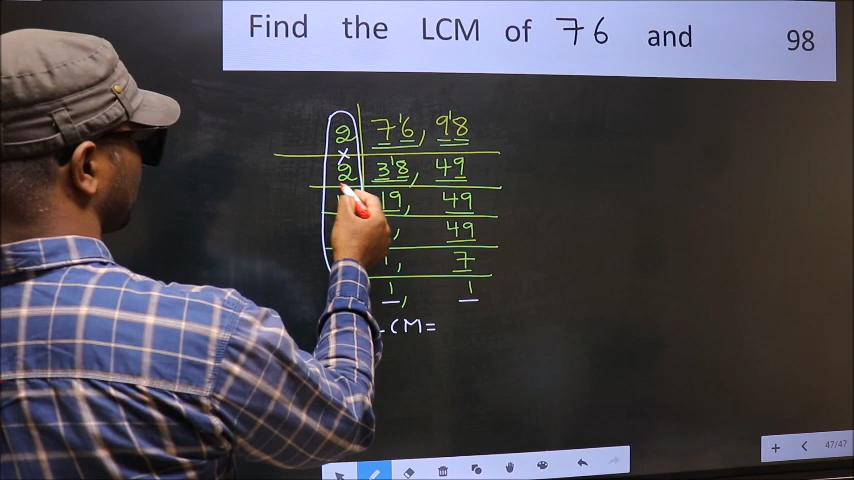 Find the LCM of 76 and 98
2 76, 98
×
2 38, 49
19, 49
, 49
1, 7
1, 1
LCM=
47/47